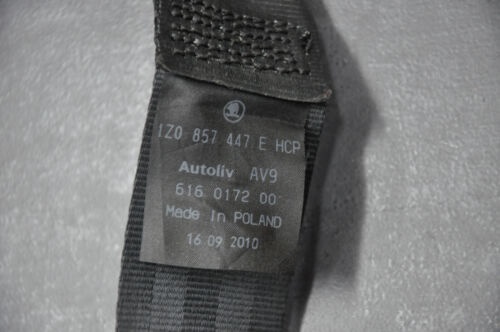 1Z0 857 447 E HCP
Autoliv AV9
616 0172 00
Made in POLAND
16.09 2010